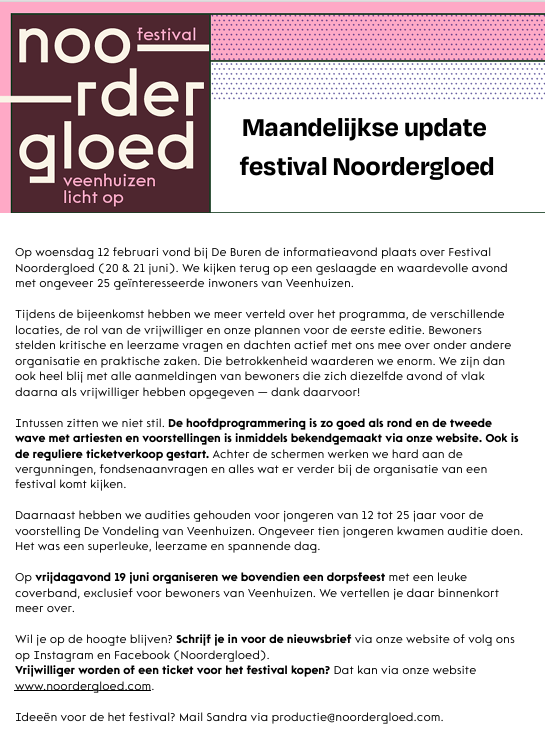 noo festival
rder
gloed
veenhuizen
licht op
Maandelijkse update
festival Noordergloed
Op woensdag 12 februari vond bij De Buren de informatieavond plaats over Festival
Noordergloed (20 & 21 juni). We kijken terug op een geslaagde en waardevolle avond
met ongeveer 25 geïnteresseerde inwoners van Veenhuizen.
Tijdens de bijeenkomst hebben we meer verteld over het programma, de verschillende
locaties, de rol van de vrijwilliger en onze plannen voor de eerste editie. Bewoners
stelden kritische en leerzame vragen en dachten actief met ons mee over onder andere
organisatie en praktische zaken. Die betrokkenheid waarderen we enorm. We zijn dan
ook heel blij met alle aanmeldingen van bewoners die zich diezelfde avond of vlak
daarna als vrijwilliger hebben opgegeven — dank daarvoor!
Intussen zitten we niet stil. De hoofdprogrammering is zo goed als rond en de tweede
wave met artiesten en voorstellingen is inmiddels bekendgemaakt via onze website. Ook is
de reguliere ticketverkoop gestart. Achter de schermen werken we hard aan de
vergunningen, fondsenaanvragen en alles wat er verder bij de organisatie van een
festival komt kijken.
Daarnaast hebben we audities gehouden voor jongeren van 12 tot 25 jaar voor de
voorstelling De Vondeling van Veenhuizen. Ongeveer tien jongeren kwamen auditie doen.
Het was een superleuke, leerzame en spannende dag.
Op vrijdagavond 19 juni organiseren we bovendien een dorpsfeest met een leuke
coverband, exclusief voor bewoners van Veenhuizen. We vertellen je daar binnenkort
meer over.
Wil je op de hoogte blijven? Schrijf je in voor de nieuwsbrief via onze website of volg ons
op Instagram en Facebook (Noordergloed).
Vrijwilliger worden of een ticket voor het festival kopen? Dat kan via onze website
www.noordergloed.com.
Ideeën voor de het festival? Mail Sandra via productie@noordergloed.com.